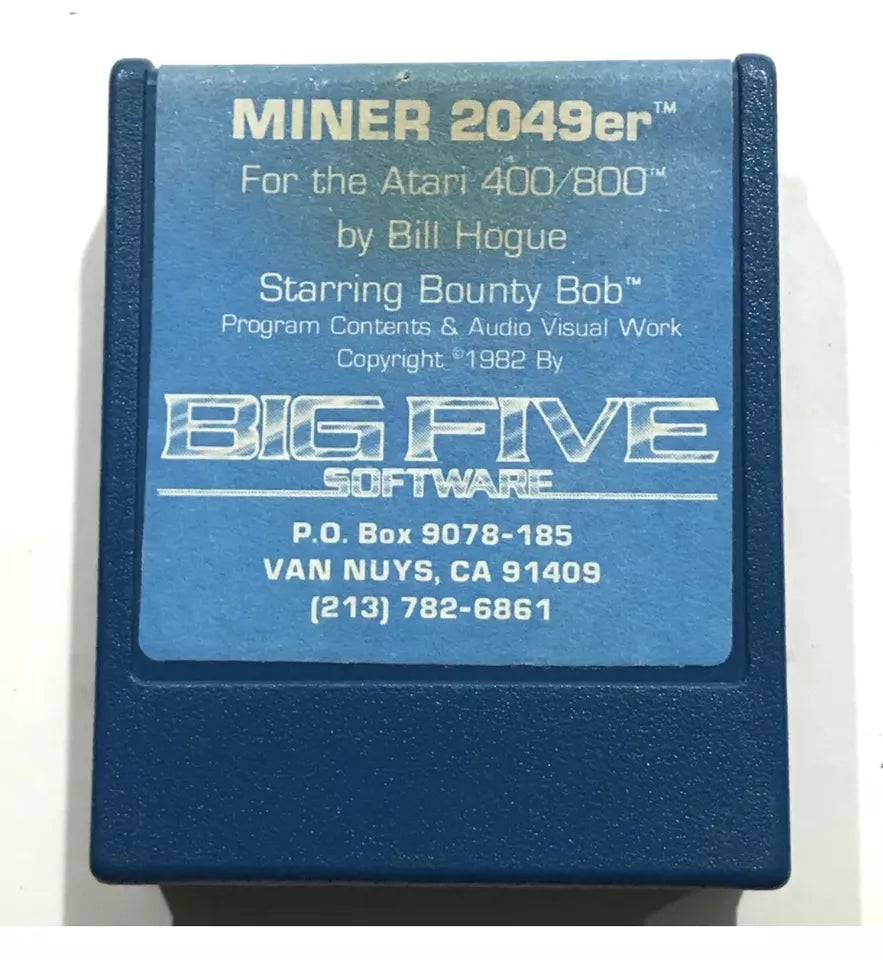 MINER 2049er™
For the Atari 400/800™
by Bill Hogue
Starring Bounty Bob™
Program Contents & Audio Visual Work
Copyright ©1982 By
BIG FIVE
SOFTWARE
P.O. Box 9078-185
VAN NUYS, CA 91409
(213) 782-6861